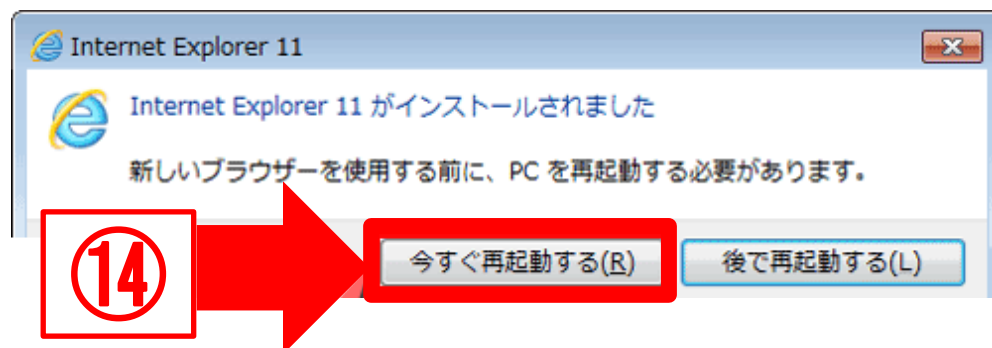 Internet Explorer 11
Internet Explorer 11 がインストールされました
新しいブラウザーを使用する前に、PC を再起動する必要があります。
⑭
今すぐ再起動する(R) 後で再起動する(L)